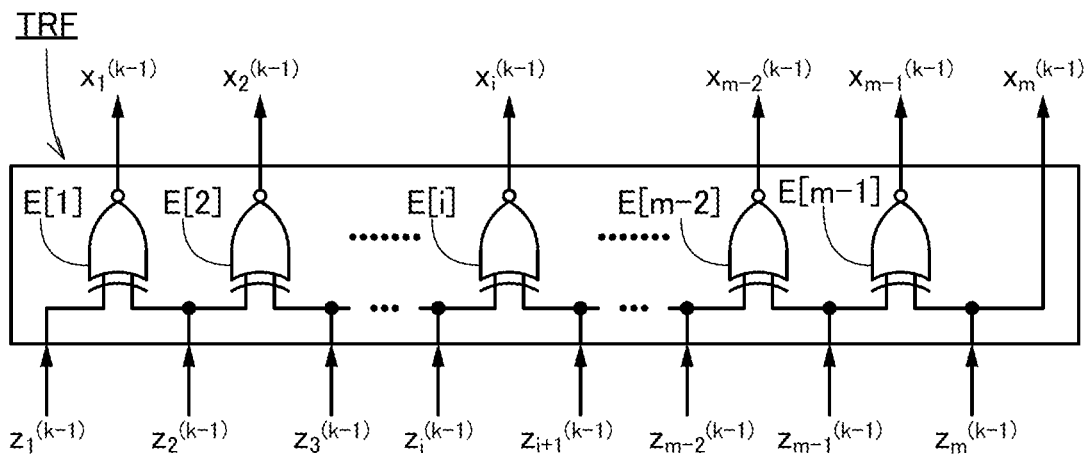 TRF
x₁⁽ᵏ⁻¹⁾ x₂⁽ᵏ⁻¹⁾ xᵢ⁽ᵏ⁻¹⁾ xₘ₋₂⁽ᵏ⁻¹⁾ xₘ₋₁⁽ᵏ⁻¹⁾ xₘ⁽ᵏ⁻¹⁾
E[1] E[2] E[i] E[m-2] E[m-1]
z₁⁽ᵏ⁻¹⁾ z₂⁽ᵏ⁻¹⁾ z₃⁽ᵏ⁻¹⁾ zᵢ⁽ᵏ⁻¹⁾ zᵢ₊₁⁽ᵏ⁻¹⁾ zₘ₋₂⁽ᵏ⁻¹⁾ zₘ₋₁⁽ᵏ⁻¹⁾ zₘ⁽ᵏ⁻¹⁾